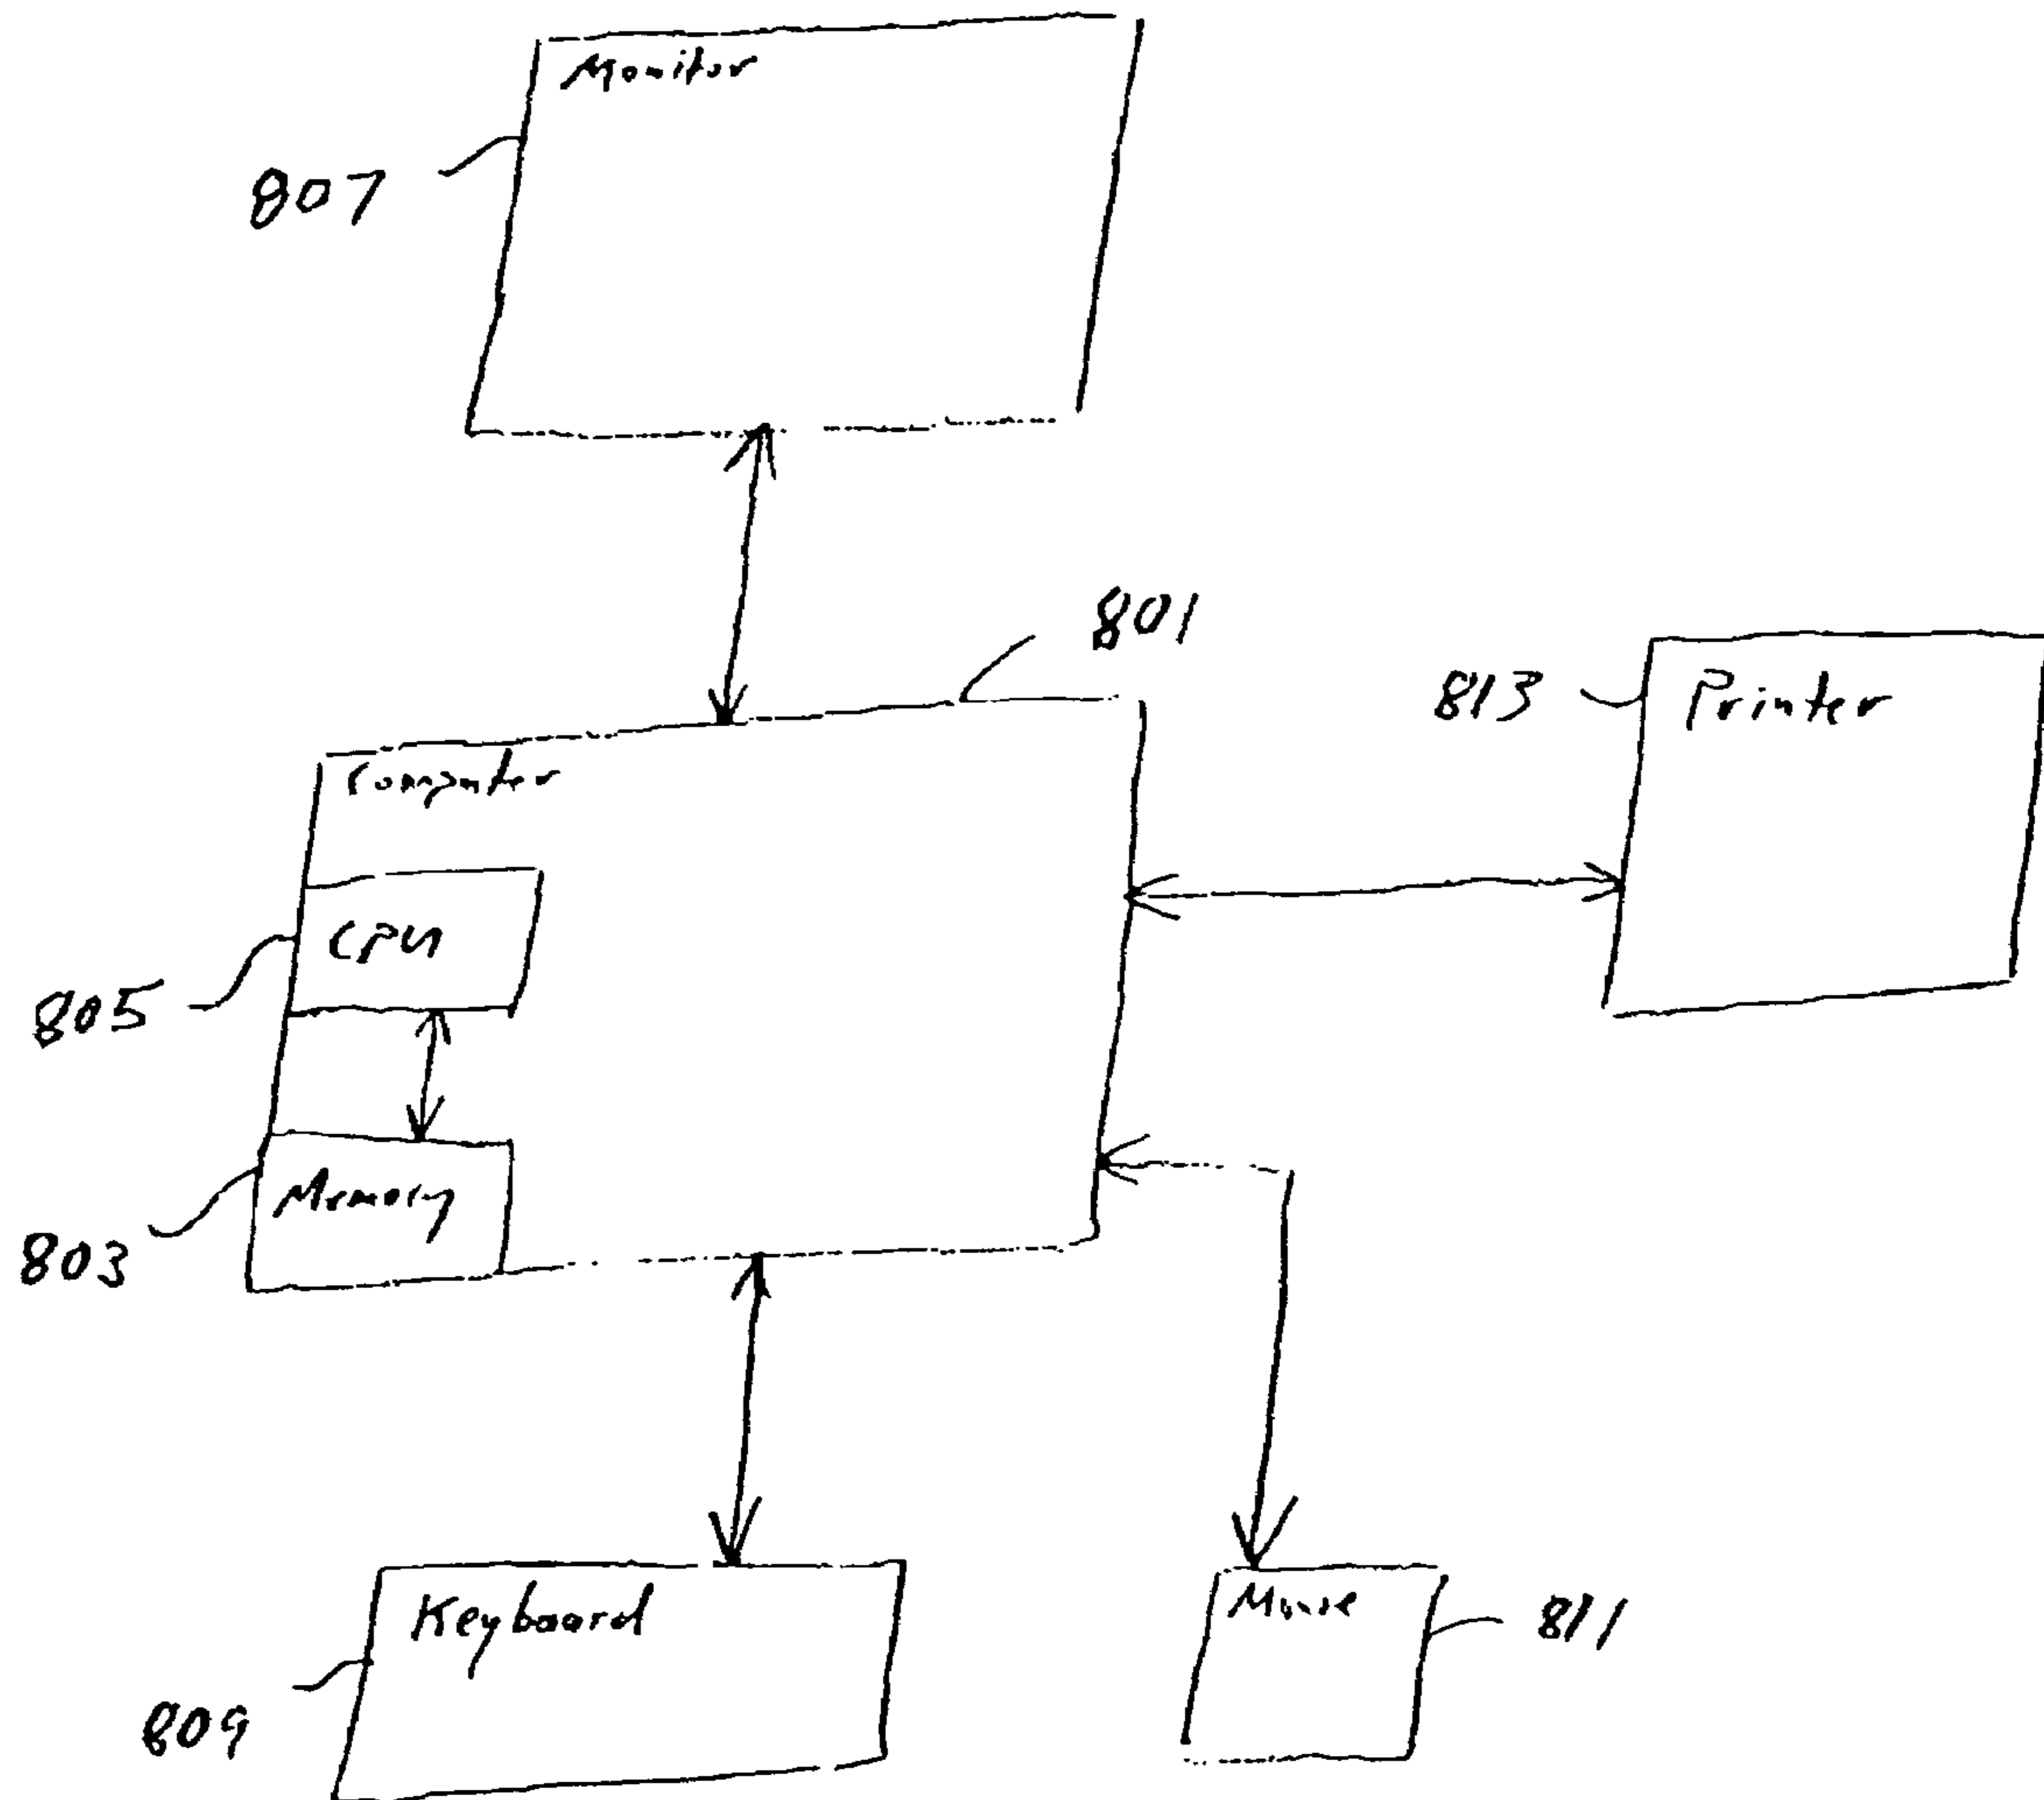 Monitor
807
801
813
Printer
Computer
CPU
805
Memory
803
Keyboard
Mouse
811
809